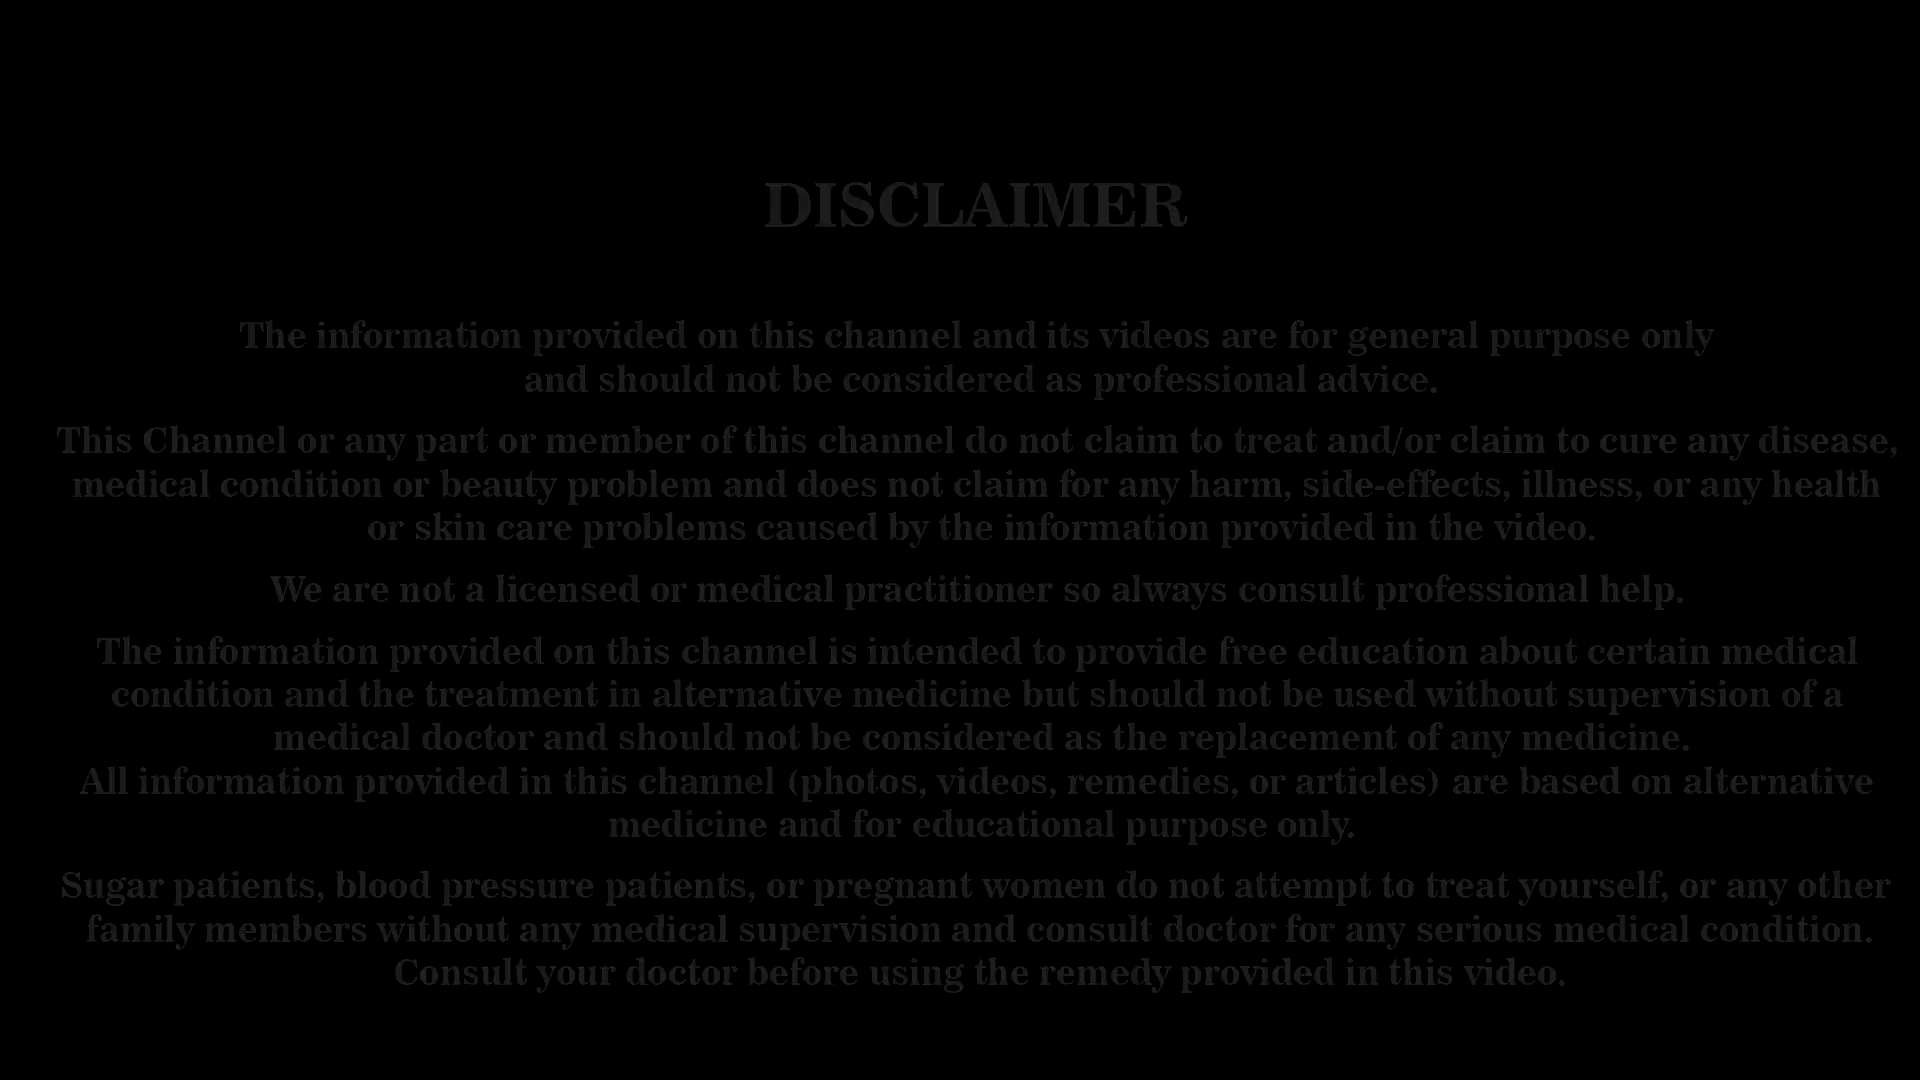 DISCLAIMER
The information provided on this channel and its videos are for general purpose only
and should not be considered as professional advice.
This Channel or any part or member of this channel do not claim to treat and/or claim to cure any disease,
medical condition or beauty problem and does not claim for any harm, side-effects, illness, or any health
or skin care problems caused by the information provided in the video.
We are not a licensed or medical practitioner so always consult professional help.
The information provided on this channel is intended to provide free education about certain medical
condition and the treatment in alternative medicine but should not be used without supervision of a
medical doctor and should not be considered as the replacement of any medicine.
All information provided in this channel (photos, videos, remedies, or articles) are based on alternative
medicine and for educational purpose only.
Sugar patients, blood pressure patients, or pregnant women do not attempt to treat yourself, or any other
family members without any medical supervision and consult doctor for any serious medical condition.
Consult your doctor before using the remedy provided in this video.